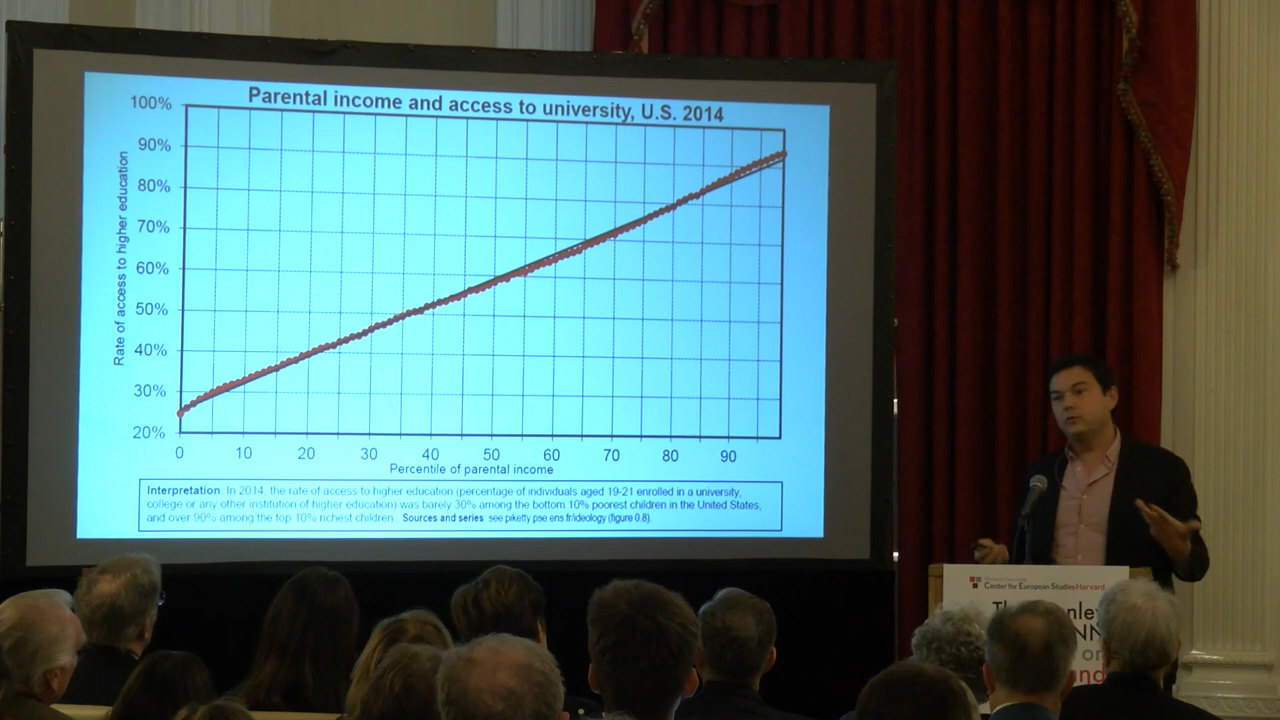 Parental income and access to university, U.S. 2014
100%
90%
80%
70%
60%
50%
40%
30%
20%
Rate of access to higher education
0 10 20 30 40 50 60 70 80 90
Percentile of parental income
Interpretation. In 2014, the rate of access to higher education (percentage of individuals aged 19-21 enrolled in a university,
college or any other institution of higher education) was barely 30% among the bottom 10% poorest children in the United States,
and over 90% among the top 10% richest children. Sources and series: see piketty.pse.ens.fr/ideology (figure 0.8).
Center for European Studies Harvard